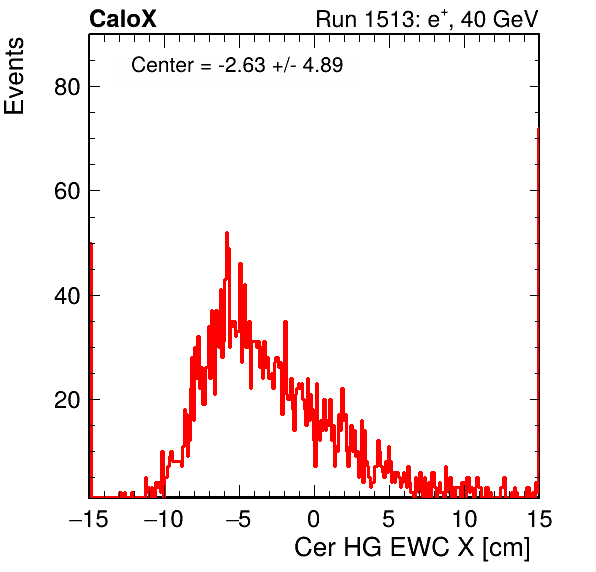 CaloX Run 1513: e+, 40 GeV
Center = -2.63 +/- 4.89
Events
80
60
40
20
−15 −10 −5 0 5 10 15
Cer HG EWC X [cm]